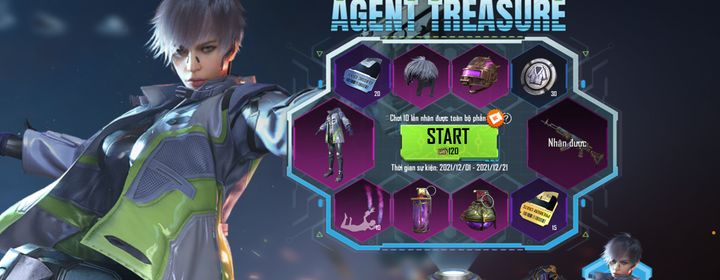 AGENT TREASURE
20
30
Chơi 10 lần nhận được toàn bộ phần
?
START
120
Nhận được
Thời gian sự kiện: 2021/12/01 - 2021/12/21
10
15